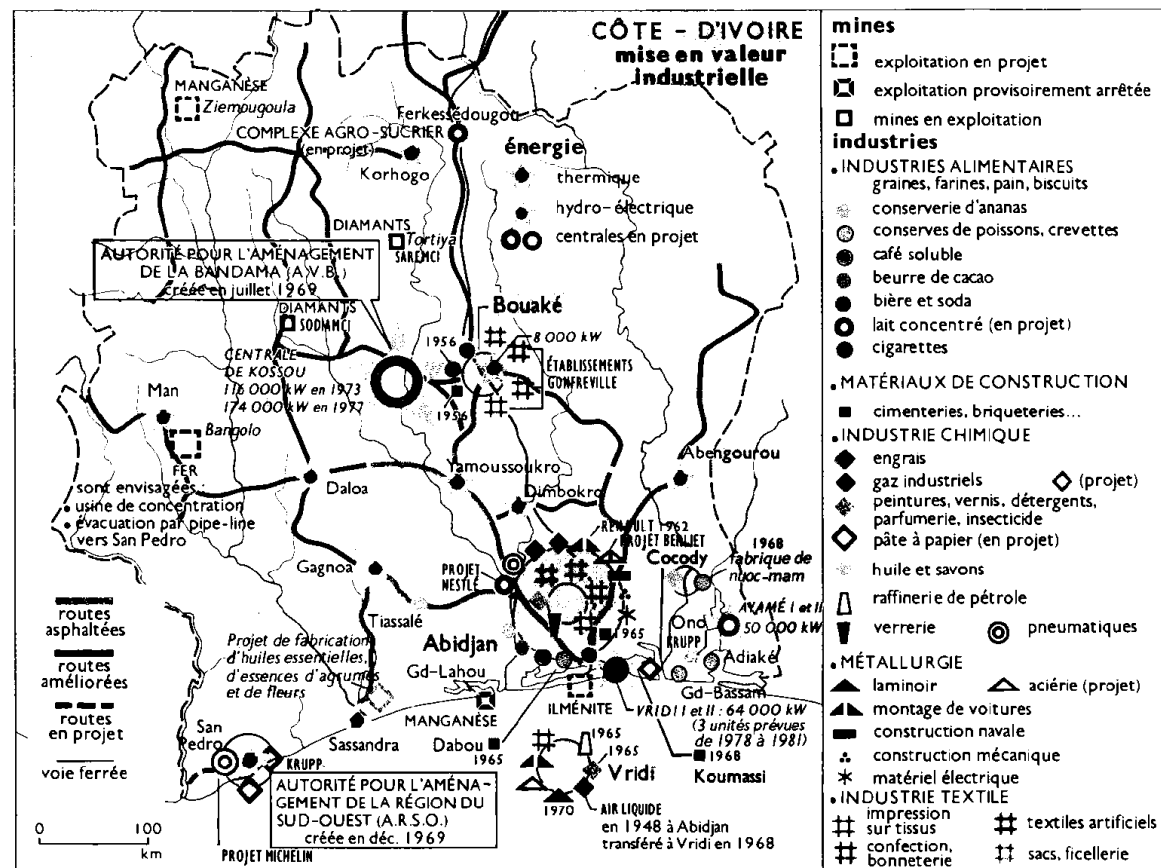 CÔTE - D'IVOIRE
mise en valeur
industrielle
MANGANÈSE
Ziemougoula
Ferkessédougou
COMPLEXE AGRO-SUCRIER
(en projet)
Korhogo
énergie
thermique
hydro-électrique
centrales en projet
DIAMANTS
Tortiya
SAREMCI
AUTORITÉ POUR L'AMÉNAGEMENT
DE LA BANDAMA (A.V.B.)
créée en juillet 1969
DIAMANTS
SODIAMCI
Bouaké
1956
8 000 kW
CENTRALE
DE KOSSOU
116 000 kW en 1973
174 000 kW en 1977
ÉTABLISSEMENTS
GONFREVILLE
1956
Man
Bangolo
FER
sont envisagées :
• usine de concentration
• évacuation par pipe-line
vers San Pedro
Daloa
Yamoussoukro
Dimbokro
Abengourou
RENAULT 1962
PROJET BERLIET
Cocody
1968
fabrique de
nuoc-mam
PROJET
NESTLÉ
Gagnoa
Tiassalé
AYAMÉ I et II
50 000 kW
Ono
KRUPP
1965
Abidjan
Adiaké
Projet de fabrication
d'huiles essentielles,
d'essences d'agrumes
et de fleurs
Gd-Lahou
Gd-Bassam
MANGANÈSE
ILMÉNITE
VRIDI I et II : 64 000 kW
(3 unités prévues
de 1978 à 1981)
Sassandra
Dabou
1965
1968
Koumassi
1965
1965
Vridi
1970
AIR LIQUIDE
en 1948 à Abidjan
transféré à Vridi en 1968
San
Pedro
KRUPP
AUTORITÉ POUR L'AMÉNA-
GEMENT DE LA RÉGION DU
SUD-OUEST (A.R.S.O.)
créée en déc. 1969
PROJET MICHELIN
routes
asphaltées
routes
améliorées
routes
en projet
voie ferrée
0 100
km
mines
exploitation en projet
exploitation provisoirement arrêtée
mines en exploitation
industries
• INDUSTRIES ALIMENTAIRES
graines, farines, pain, biscuits
conserverie d'ananas
conserves de poissons, crevettes
café soluble
beurre de cacao
bière et soda
lait concentré (en projet)
cigarettes
• MATÉRIAUX DE CONSTRUCTION
cimenteries, briqueteries...
• INDUSTRIE CHIMIQUE
engrais
gaz industriels (projet)
peintures, vernis, détergents,
parfumerie, insecticide
pâte à papier (en projet)
huile et savons
raffinerie de pétrole
verrerie pneumatiques
• MÉTALLURGIE
laminoir aciérie (projet)
montage de voitures
construction navale
construction mécanique
matériel électrique
• INDUSTRIE TEXTILE
impression
sur tissus
textiles artificiels
confection,
bonneterie
sacs, ficellerie